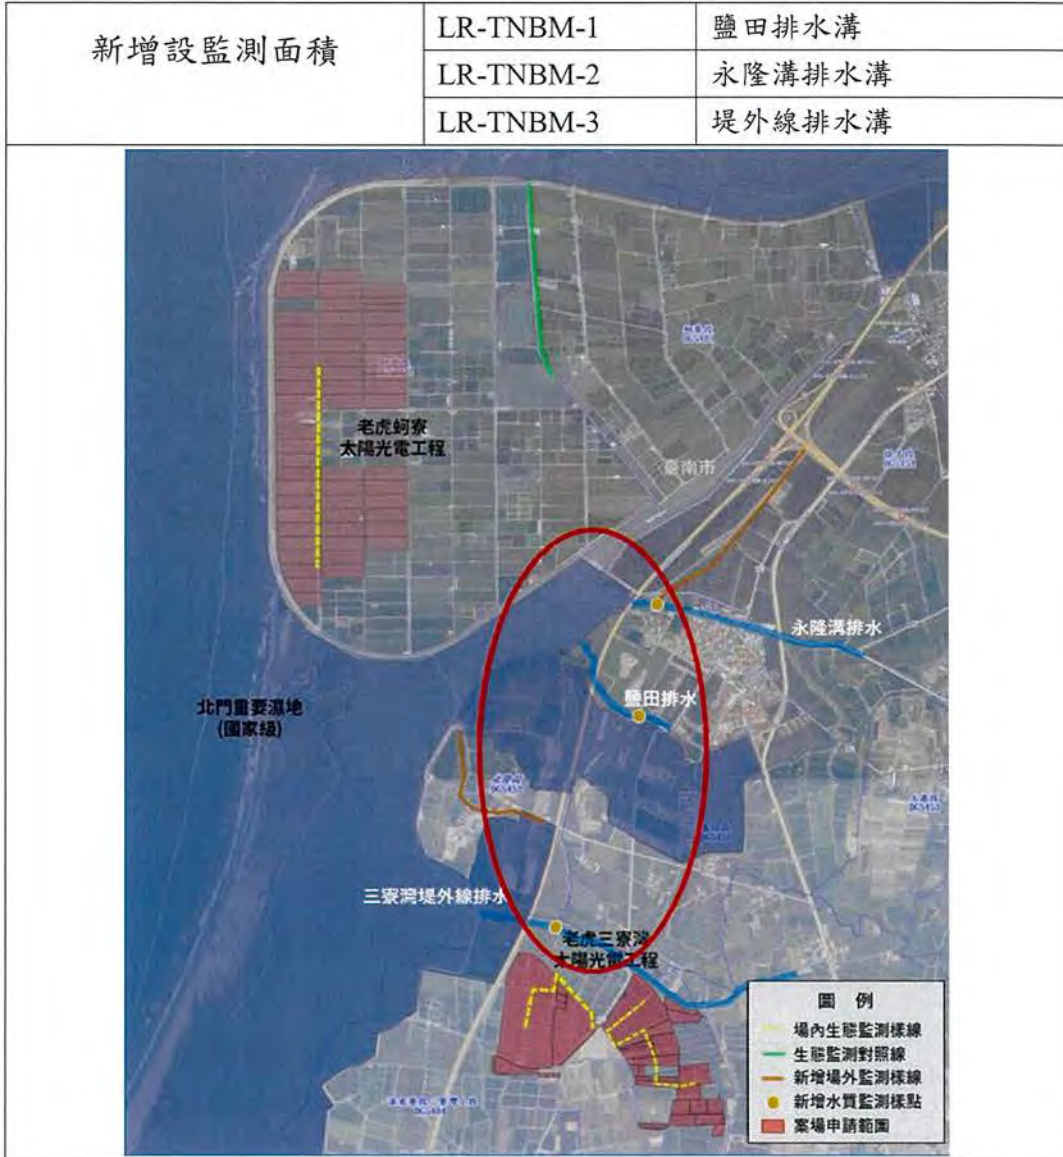 新增設監測面積
LR-TNBM-1 鹽田排水溝
LR-TNBM-2 永隆溝排水溝
LR-TNBM-3 堤外線排水溝
老虎蚵寮
太陽光電工程
臺南市
永隆溝排水
鹽田排水
北門重要濕地
(國家級)
三寮灣堤外線排水
老虎三寮灣
太陽光電工程
圖 例
場內生態監測樣線
生態監測對照線
新增場外監測樣線
新增水質監測樣點
案場申請範圍